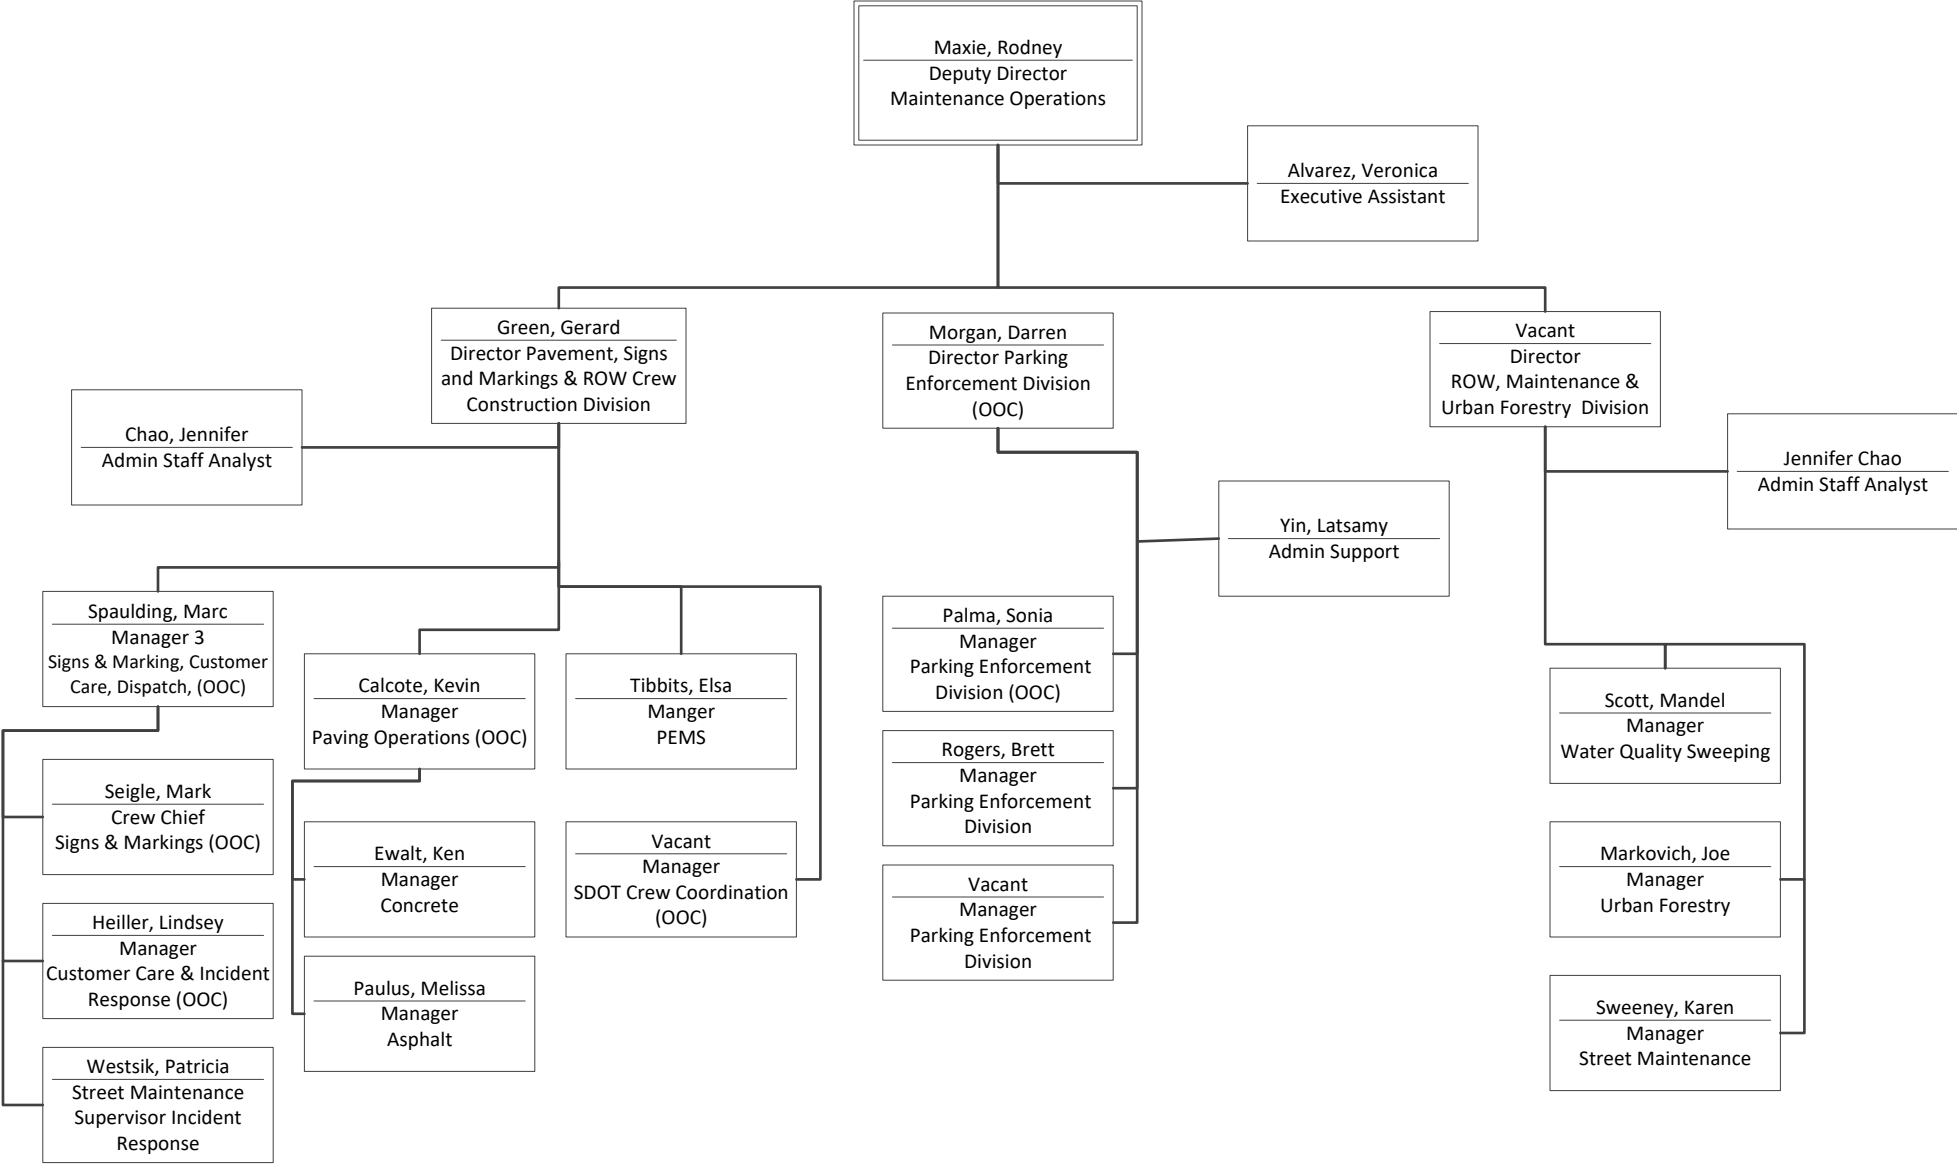 Maxie, Rodney
Deputy Director
Maintenance Operations
Alvarez, Veronica
Executive Assistant
Green, Gerard
Director Pavement, Signs
and Markings & ROW Crew
Construction Division
Morgan, Darren
Director Parking
Enforcement Division
(OOC)
Vacant
Director
ROW, Maintenance &
Urban Forestry Division
Chao, Jennifer
Admin Staff Analyst
Jennifer Chao
Admin Staff Analyst
Yin, Latsamy
Admin Support
Spaulding, Marc
Manager 3
Signs & Marking, Customer
Care, Dispatch, (OOC)
Seigle, Mark
Crew Chief
Signs & Markings (OOC)
Heiller, Lindsey
Manager
Customer Care & Incident
Response (OOC)
Westsik, Patricia
Street Maintenance
Supervisor Incident
Response
Calcote, Kevin
Manager
Paving Operations (OOC)
Ewalt, Ken
Manager
Concrete
Paulus, Melissa
Manager
Asphalt
Tibbits, Elsa
Manger
PEMS
Vacant
Manager
SDOT Crew Coordination
(OOC)
Palma, Sonia
Manager
Parking Enforcement
Division (OOC)
Rogers, Brett
Manager
Parking Enforcement
Division
Vacant
Manager
Parking Enforcement
Division
Scott, Mandel
Manager
Water Quality Sweeping
Markovich, Joe
Manager
Urban Forestry
Sweeney, Karen
Manager
Street Maintenance